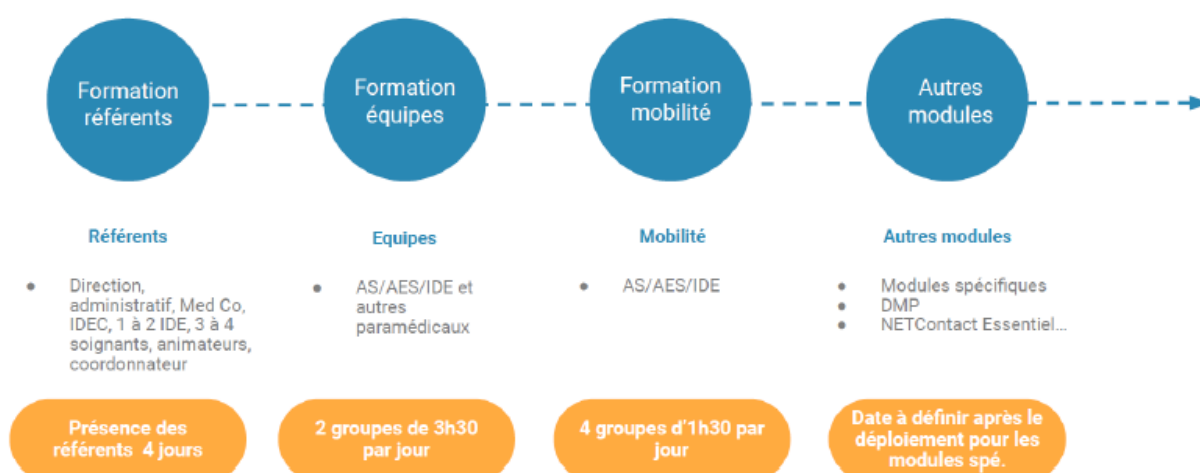 Formation
référents
Formation
équipes
Formation
mobilité
Autres
modules
Référents
● Direction,
administratif, Med Co,
IDEC, 1 à 2 IDE, 3 à 4
soignants, animateurs,
coordonnateur
Présence des
référents 4 jours
Equipes
● AS/AES/IDE et
autres
paramédicaux
2 groupes de 3h30
par jour
Mobilité
● AS/AES/IDE
4 groupes d'1h30 par
jour
Autres modules
● Modules spécifiques
● DMP
● NETContact Essentiel...
Date à définir après le
déploiement pour les
modules spé.